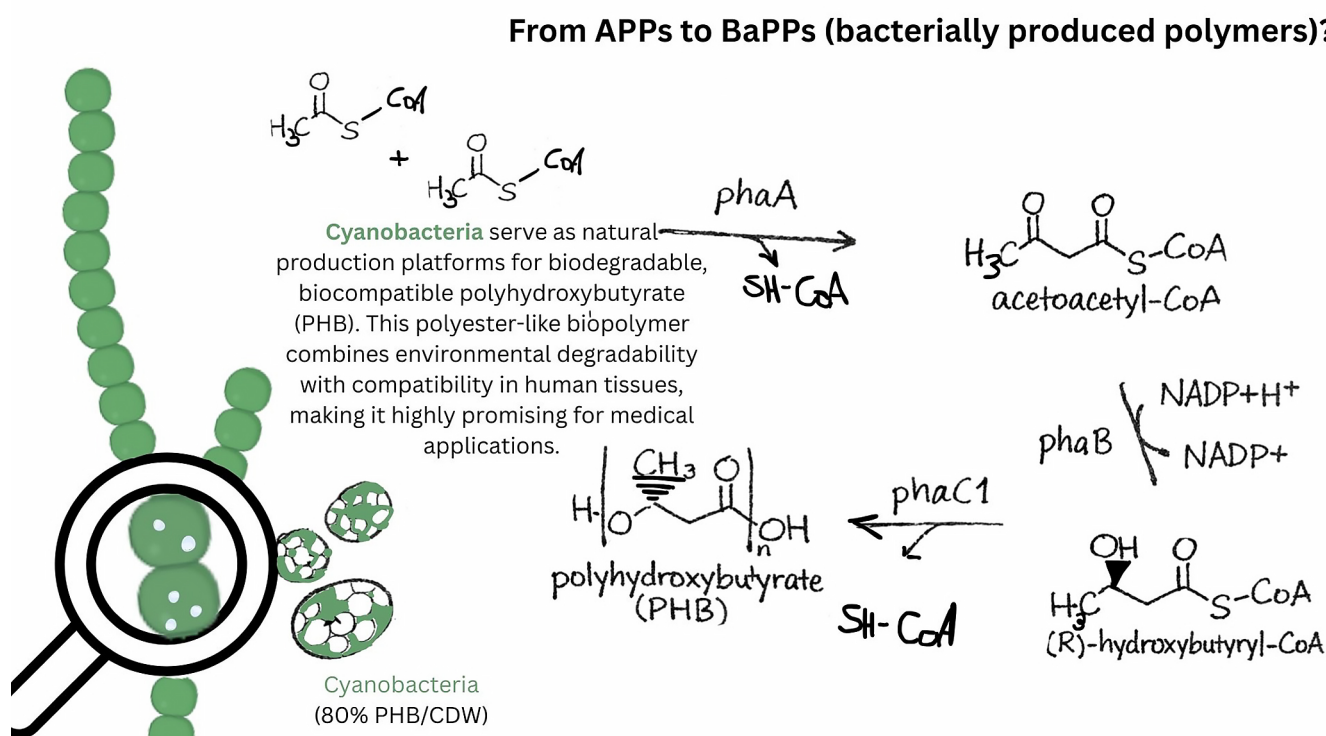 From APPs to BaPPs (bacterially produced polymers)?
O
H3C S CoA
+
O
H3C S CoA
Cyanobacteria serve as natural
production platforms for biodegradable,
biocompatible polyhydroxybutyrate
(PHB). This polyester-like biopolymer
combines environmental degradability
with compatibility in human tissues,
making it highly promising for medical
applications.
phaA
SH-CoA
O O
H3C S-CoA
acetoacetyl-CoA
phaB
NADP+H+
NADP+
OH O
H3C S-CoA
(R)-hydroxybutyryl-CoA
phaC1
SH-CoA
CH3 O
H- O OH
n
polyhydroxybutyrate
(PHB)
Cyanobacteria
(80% PHB/CDW)